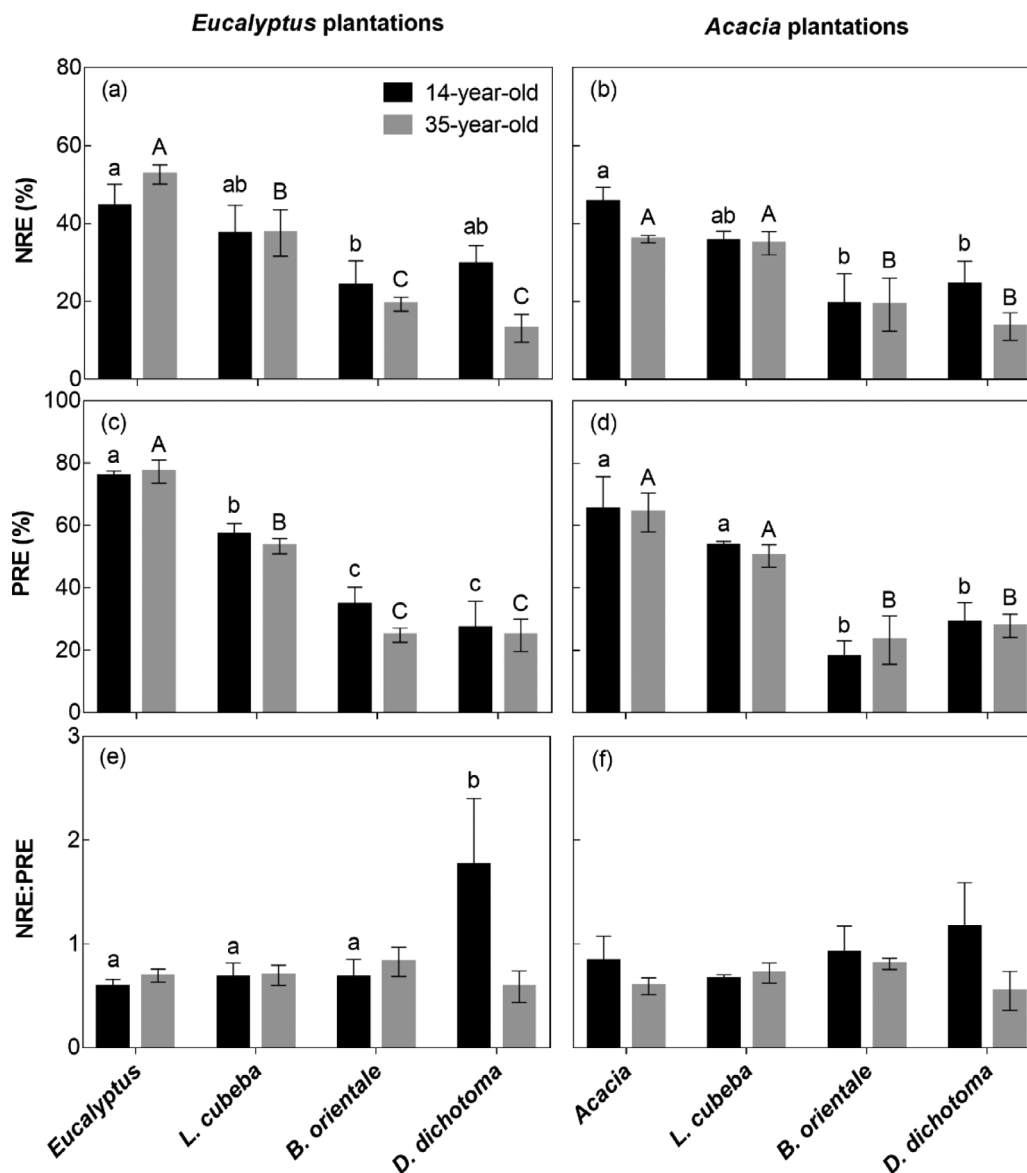 Eucalyptus plantations
Acacia plantations
(a)
14-year-old
35-year-old
(b)
NRE (%)
80
60
40
20
0
a
A
ab
B
b
C
ab
C
a
A
ab
A
b
B
b
B
(c)
(d)
PRE (%)
100
80
60
40
20
0
a
A
b
B
c
C
c
C
a
A
a
A
b
B
b
B
(e)
(f)
NRE:PRE
3
2
1
0
a
a
a
b
Eucalyptus
L. cubeba
B. orientale
D. dichotoma
Acacia
L. cubeba
B. orientale
D. dichotoma